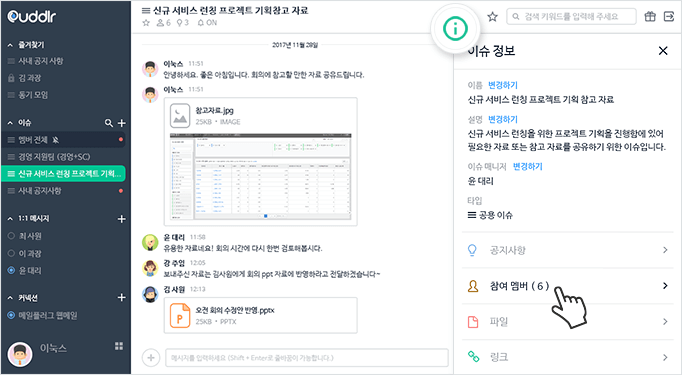 Cuddlr
즐겨찾기
사내 공지 사항
김 과장
동기 모임
이슈
멤버 전체
경영 지원팀 (경영+SC)
신규 서비스 런칭 프로젝트 기획...
사내 공지사항
1:1 메시지
최 사원
이 과장
윤 대리
커넥션
메일플러그 웹메일
이눅스
신규 서비스 런칭 프로젝트 기획참고 자료
6 3 ON
검색 키워드를 입력해 주세요
2017년 11월 28일
이눅스 11:51
안녕하세요. 좋은 아침입니다. 회의에 참고할 만한 자료 공유드립니다.
이눅스 11:51
참고자료.jpg
25KB • IMAGE
윤 대리 11:58
유용한 자료네요! 회의 시간에 다시 한번 검토해봅시다.
강 주임 12:05
보내주신 자료는 김사원에게 회의 ppt 자료에 반영하라고 전달하겠습니다~
김 사원 12:13
오전 회의 수정안 반영.pptx
25KB • PPTX
메시지를 입력하세요 (Shift + Enter로 줄바꿈이 가능합니다.)
이슈 정보
이름 변경하기
신규 서비스 런칭 프로젝트 기획 참고 자료
설명 변경하기
신규 서비스 런칭을 위한 프로젝트 기획을 진행함에 있어
필요한 자료 또는 참고 자료를 공유하기 위한 이슈입니다.
이슈 매니저 변경하기
윤 대리
타입
공용 이슈
공지사항
참여 멤버 ( 6 )
파일
링크